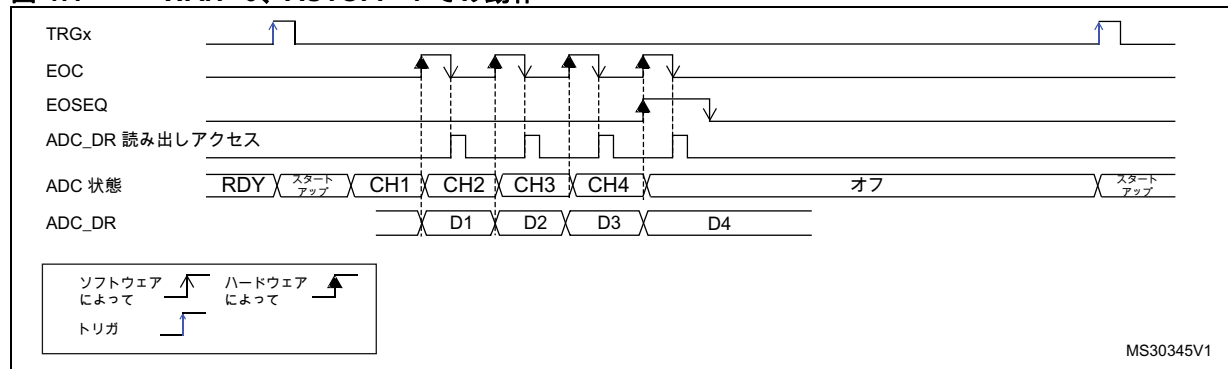 TRGx
EOC
EOSEQ
ADC_DR 読み出しアクセス
ADC 状態 RDY スタートアップ CH1 CH2 CH3 CH4 オフ スタートアップ
ADC_DR D1 D2 D3 D4
ソフトウェアによって ハードウェアによって
トリガ
MS30345V1